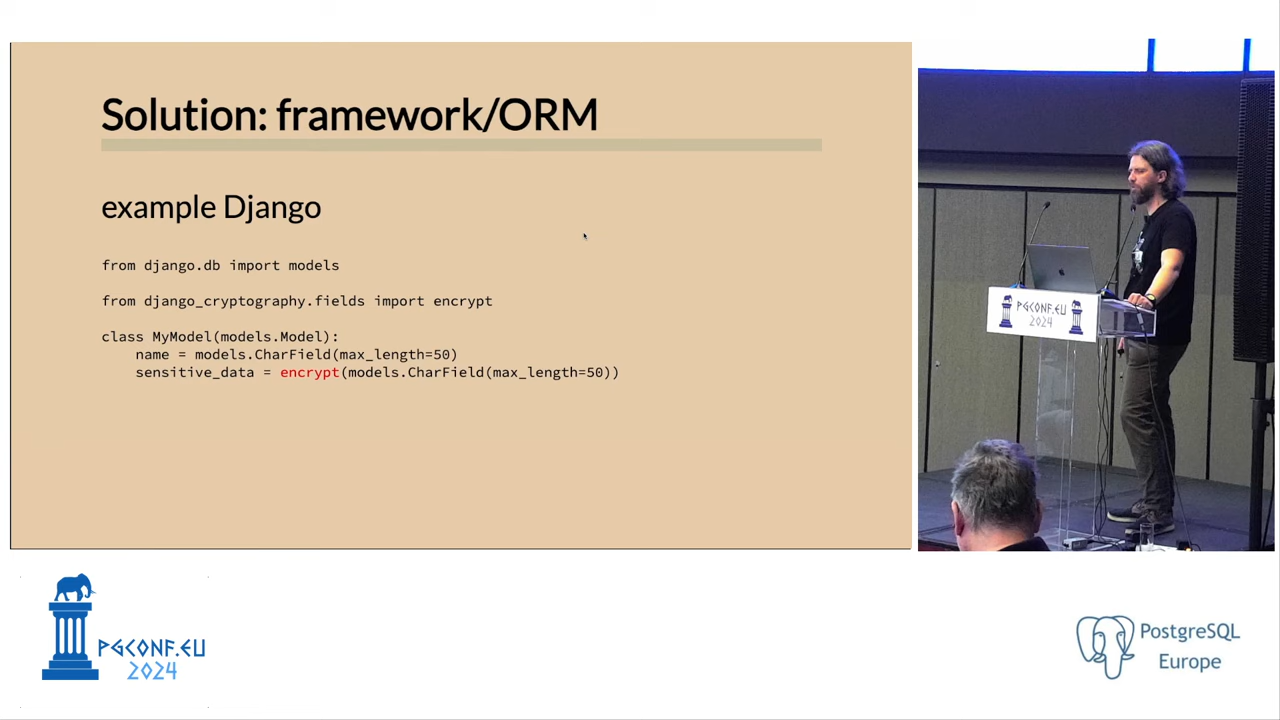 Solution: framework/ORM
example Django
from django.db import models
from django_cryptography.fields import encrypt
class MyModel(models.Model):
    name = models.CharField(max_length=50)
    sensitive_data = encrypt(models.CharField(max_length=50))
PGCONF.EU
2024
PGCONF.EU
2024
PostgreSQL
Europe